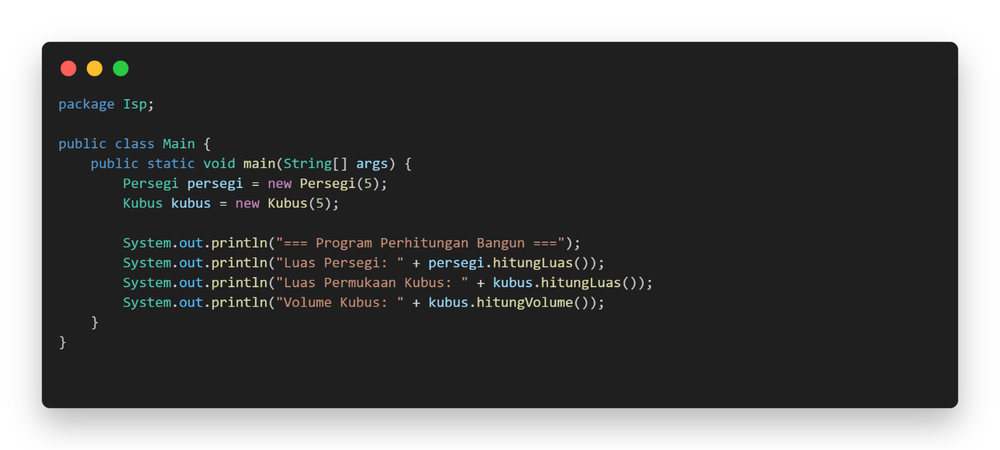 package Isp;

public class Main {
    public static void main(String[] args) {
        Persegi persegi = new Persegi(5);
        Kubus kubus = new Kubus(5);

        System.out.println("=== Program Perhitungan Bangun ===");
        System.out.println("Luas Persegi: " + persegi.hitungLuas());
        System.out.println("Luas Permukaan Kubus: " + kubus.hitungLuas());
        System.out.println("Volume Kubus: " + kubus.hitungVolume());
    }
}